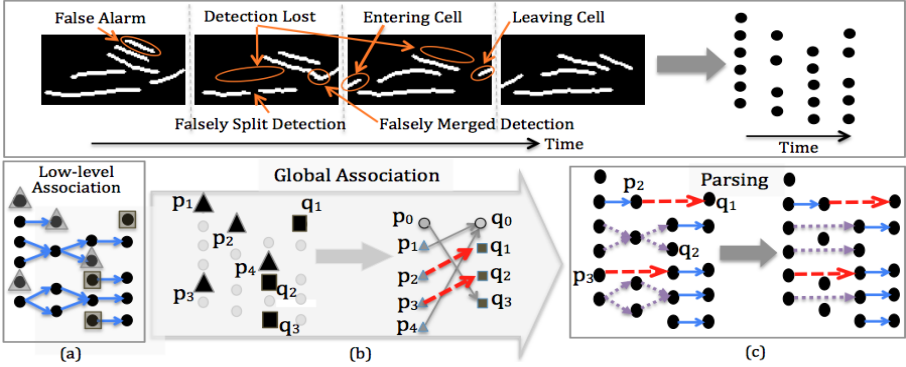 False Alarm
Detection Lost
Entering Cell
Leaving Cell
Falsely Split Detection
Falsely Merged Detection
Time
Time
Low-level
Association
Global Association
Parsing
p1
p2
p3
p4
q1
q2
q3
p0
p1
p2
p3
p4
q0
q1
q2
q3
p2
q1
q2
p3
(a)
(b)
(c)